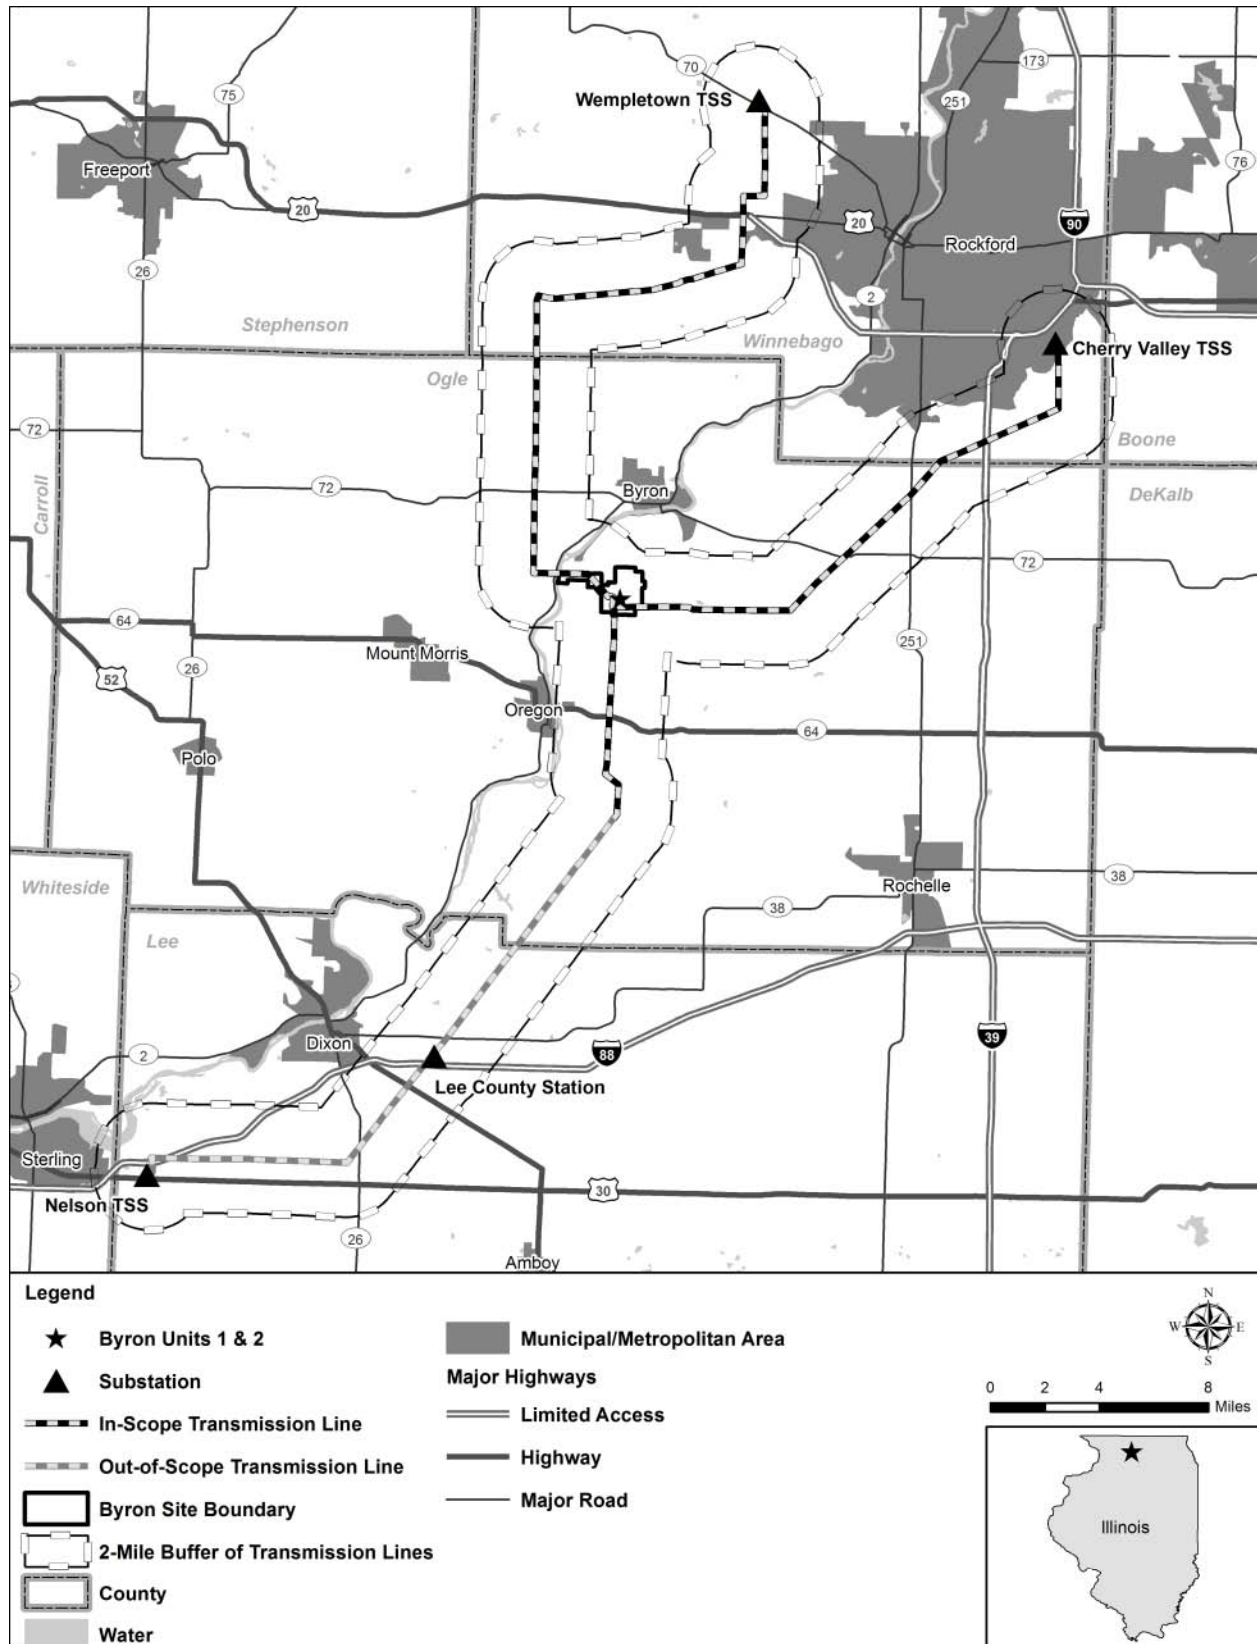 70
173
Wempletown TSS
251
75
Freeport
76
20
20
90
Rockford
26
2
Stephenson
Winnebago
Cherry Valley TSS
Ogle
72
Boone
Carroll
72
Byron
DeKalb
72
64
251
26
Mount Morris
52
Oregon
64
Polo
Whiteside
38
Rochelle
38
Lee
39
Dixon
2
88
Lee County Station
Sterling
30
Nelson TSS
26
Amboy
Legend
Byron Units 1 & 2
Substation
In-Scope Transmission Line
Out-of-Scope Transmission Line
Byron Site Boundary
2-Mile Buffer of Transmission Lines
County
Water
Municipal/Metropolitan Area
Major Highways
Limited Access
Highway
Major Road
N
W E
S
0 2 4 8
Miles
Illinois